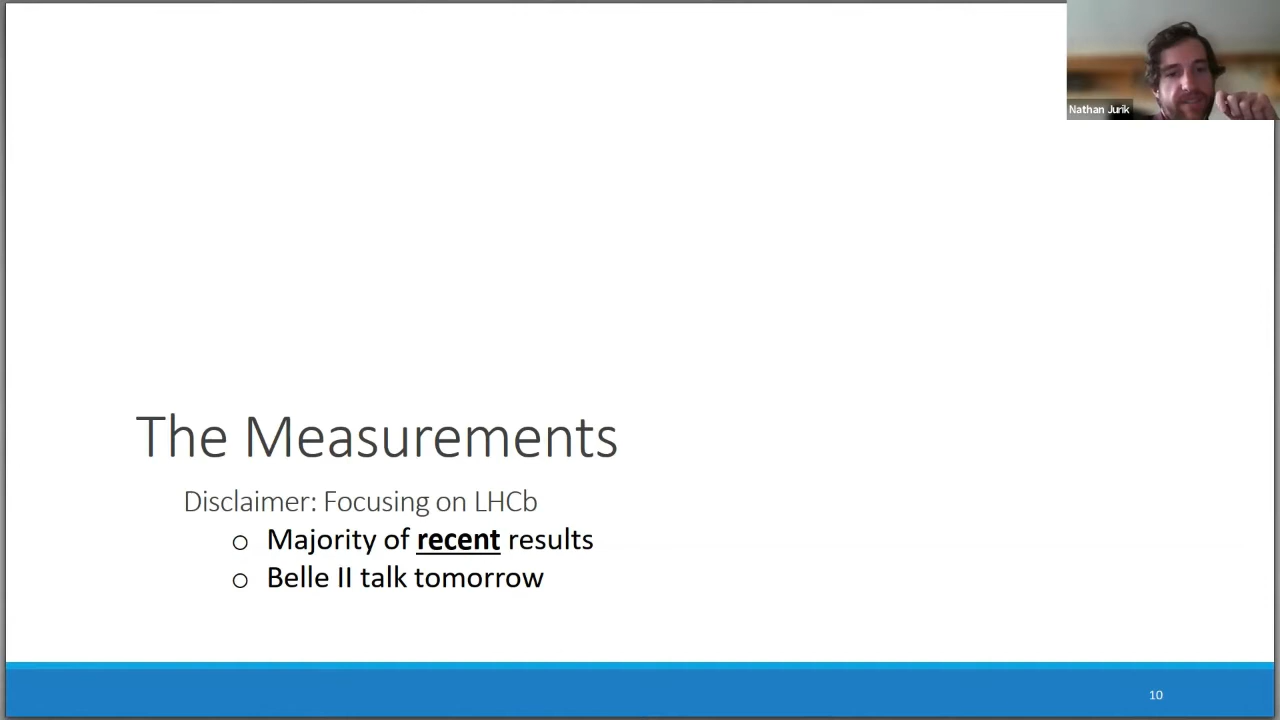 Nathan Jurik
The Measurements
Disclaimer: Focusing on LHCb
o Majority of recent results
o Belle II talk tomorrow
10